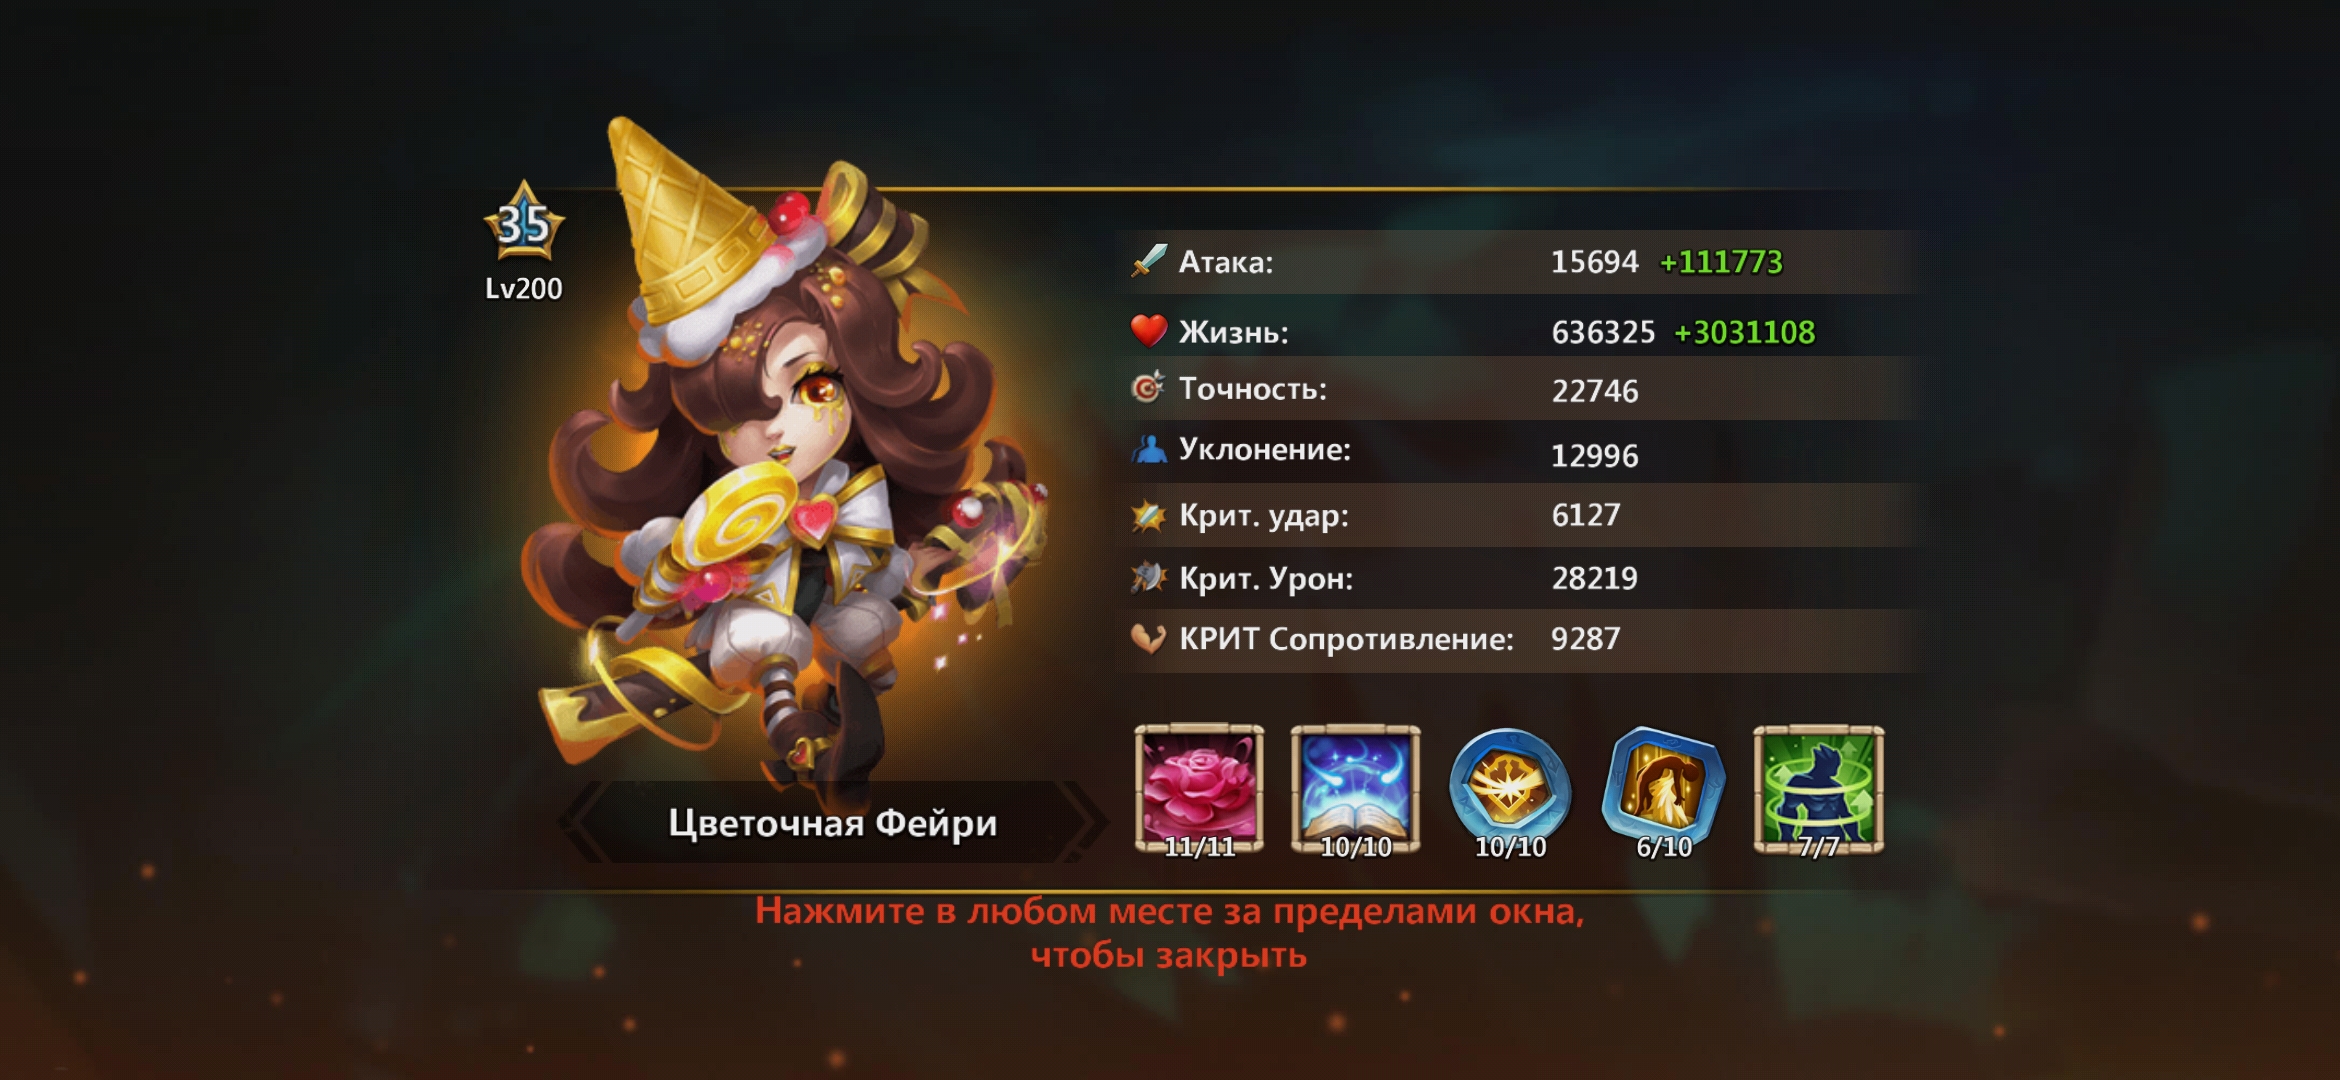 35
Lv200
Атака: 15694 +111773
Жизнь: 636325 +3031108
Точность: 22746
Уклонение: 12996
Крит. удар: 6127
Крит. Урон: 28219
КРИТ Сопротивление: 9287
Цветочная Фейри
11/11 10/10 10/10 6/10 7/7
Нажмите в любом месте за пределами окна,
чтобы закрыть